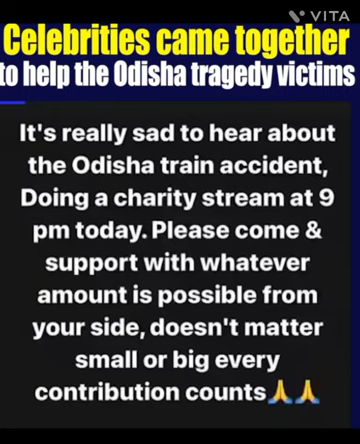 VITA
Celebrities came together
to help the Odisha tragedy victims
It's really sad to hear about
the Odisha train accident,
Doing a charity stream at 9
pm today. Please come &
support with whatever
amount is possible from
your side, doesn't matter
small or big every
contribution counts🙏🙏